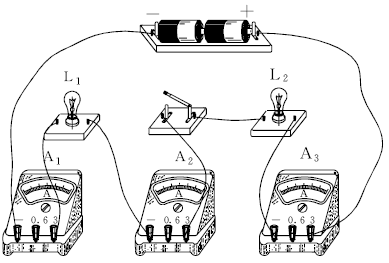 − +
L₁ L₂
A₁ A₂ A₃
A A A
− 0.6 3 − 0.6 3 − 0.6 3